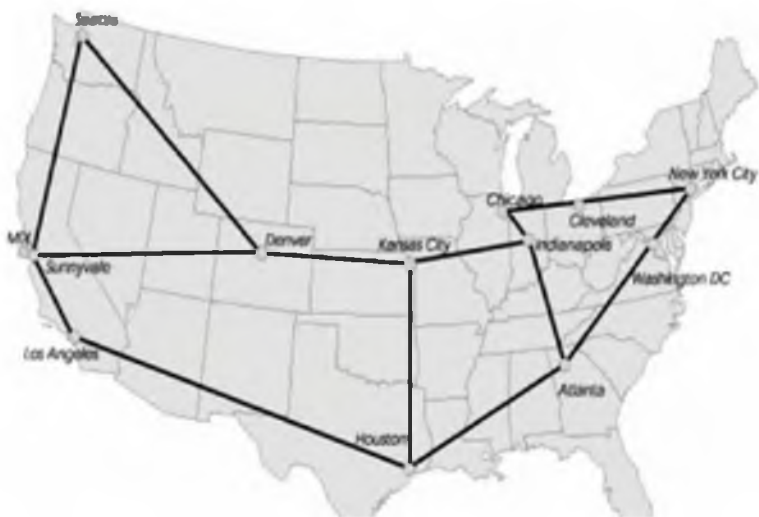 Seattle
New York City
Chicago
Cleveland
Denver
Kansas City
Indianapolis
Sunnyvale
Washington DC
Los Angeles
Atlanta
Houston